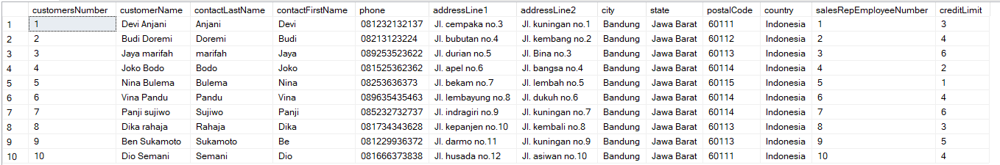 customersNumber customerName contactLastName contactFirstName phone addressLine1 addressLine2 city state postalCode country salesRepEmployeeNumber creditLimit
1 1 Devi Anjani Anjani Devi 081232132137 Jl. cempaka no.3 Jl. kuningan no.1 Bandung Jawa Barat 60111 Indonesia 1 3
2 2 Budi Doremi Doremi Budi 08213123224 Jl. bubutan no.4 Jl. kembang no.2 Bandung Jawa Barat 60112 Indonesia 2 4
3 3 Jaya marifah marifah Jaya 089253523622 Jl. durian no.5 Jl. Bina no.3 Bandung Jawa Barat 60113 Indonesia 3 6
4 4 Joko Bodo Bodo Joko 081525362362 Jl. apel no.6 Jl. bangsa no.4 Bandung Jawa Barat 60114 Indonesia 4 2
5 5 Nina Bulema Bulema Nina 08253636373 Jl. bekam no.7 Jl. lembah no.5 Bandung Jawa Barat 60115 Indonesia 5 1
6 6 Vina Pandu Pandu Vina 089635435463 Jl. lembayung no.8 Jl. dukuh no.6 Bandung Jawa Barat 60114 Indonesia 6 4
7 7 Panji sujiwo Sujiwo Panji 085232732737 Jl. indragiri no.9 Jl. kuningan no.7 Bandung Jawa Barat 60114 Indonesia 7 6
8 8 Dika rahaja Rahaja Dika 081734343628 Jl. kepanjen no.10 Jl. kembali no.8 Bandung Jawa Barat 60113 Indonesia 8 3
9 9 Ben Sukamoto Sukamoto Be 081229936372 Jl. darmo no.11 Jl. kuningan no.9 Bandung Jawa Barat 60113 Indonesia 9 5
10 10 Dio Semani Semani Dio 081666373838 Jl. husada no.12 Jl. asiwan no.10 Bandung Jawa Barat 60111 Indonesia 10 4